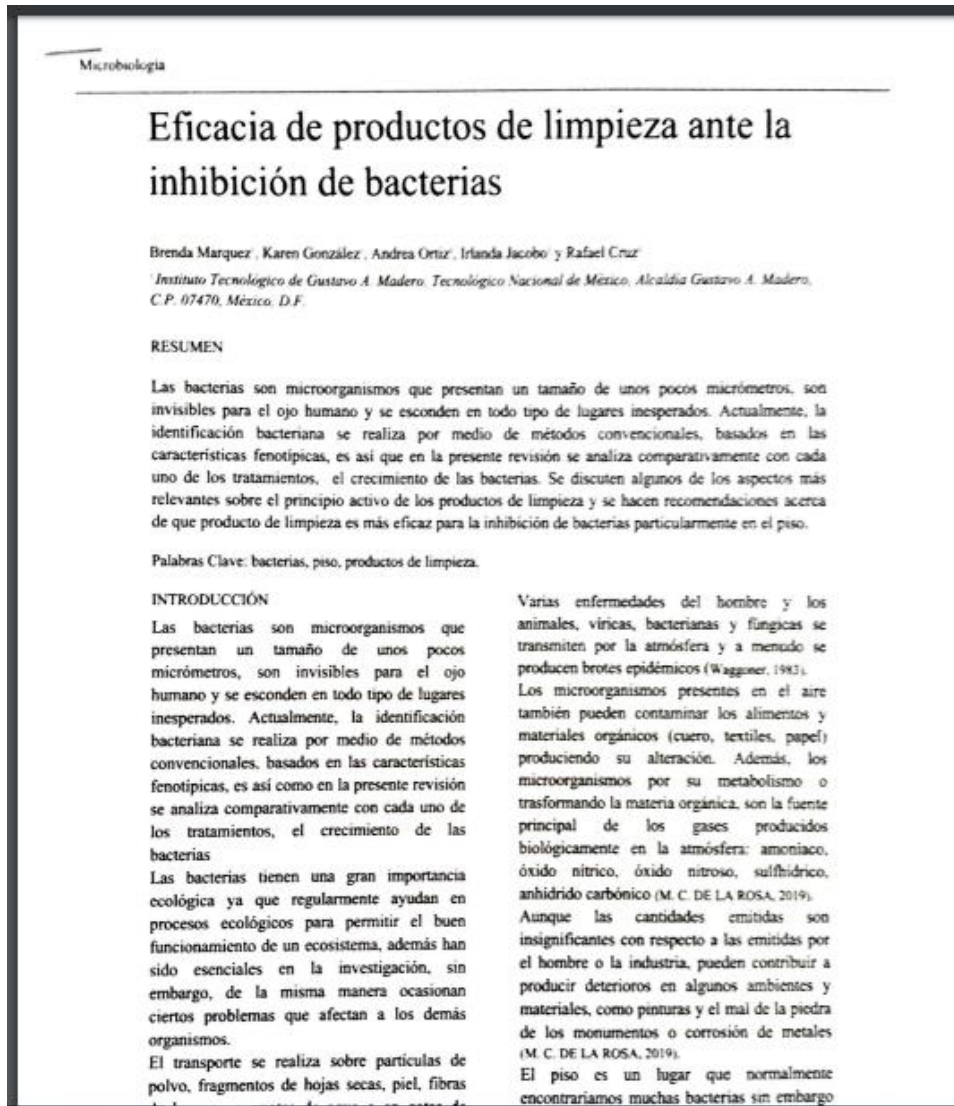 Microbiología
Eficacia de productos de limpieza ante la
inhibición de bacterias
Brenda Marquez, Karen González, Andrea Ortiz, Irlanda Jacobo y Rafael Cruz
Instituto Tecnológico de Gustavo A. Madero, Tecnológico Nacional de México, Alcaldía Gustavo A. Madero,
C.P. 07470, México, D.F.
RESUMEN
Las bacterias son microorganismos que presentan un tamaño de unos pocos micrómetros, son
invisibles para el ojo humano y se esconden en todo tipo de lugares inesperados. Actualmente, la
identificación bacteriana se realiza por medio de métodos convencionales, basados en las
características fenotípicas, es así que en la presente revisión se analiza comparativamente con cada
uno de los tratamientos, el crecimiento de las bacterias. Se discuten algunos de los aspectos más
relevantes sobre el principio activo de los productos de limpieza y se hacen recomendaciones acerca
de que producto de limpieza es más eficaz para la inhibición de bacterias particularmente en el piso.
Palabras Clave: bacterias, piso, productos de limpieza.
INTRODUCCIÓN
Las bacterias son microorganismos que
presentan un tamaño de unos pocos
micrómetros, son invisibles para el ojo
humano y se esconden en todo tipo de lugares
inesperados. Actualmente, la identificación
bacteriana se realiza por medio de métodos
convencionales, basados en las características
fenotípicas, es así como en la presente revisión
se analiza comparativamente con cada uno de
los tratamientos, el crecimiento de las
bacterias
Las bacterias tienen una gran importancia
ecológica ya que regularmente ayudan en
procesos ecológicos para permitir el buen
funcionamiento de un ecosistema, además han
sido esenciales en la investigación, sin
embargo, de la misma manera ocasionan
ciertos problemas que afectan a los demás
organismos.
El transporte se realiza sobre partículas de
polvo, fragmentos de hojas secas, piel, fibras
Varias enfermedades del hombre y los
animales, víricas, bacterianas y fúngicas se
transmiten por la atmósfera y a menudo se
producen brotes epidémicos (Waggoner, 1983).
Los microorganismos presentes en el aire
también pueden contaminar los alimentos y
materiales orgánicos (cuero, textiles, papel)
produciendo su alteración. Además, los
microorganismos por su metabolismo o
trasformando la materia orgánica, son la fuente
principal de los gases producidos
biológicamente en la atmósfera: amoniaco,
óxido nítrico, óxido nitroso, sulfhídrico,
anhídrido carbónico (M. C. DE LA ROSA, 2019).
Aunque las cantidades emitidas son
insignificantes con respecto a las emitidas por
el hombre o la industria, pueden contribuir a
producir deterioros en algunos ambientes y
materiales, como pinturas y el mal de la piedra
de los monumentos o corrosión de metales
(M. C. DE LA ROSA, 2019).
El piso es un lugar que normalmente
encontraríamos muchas bacterias sin embargo